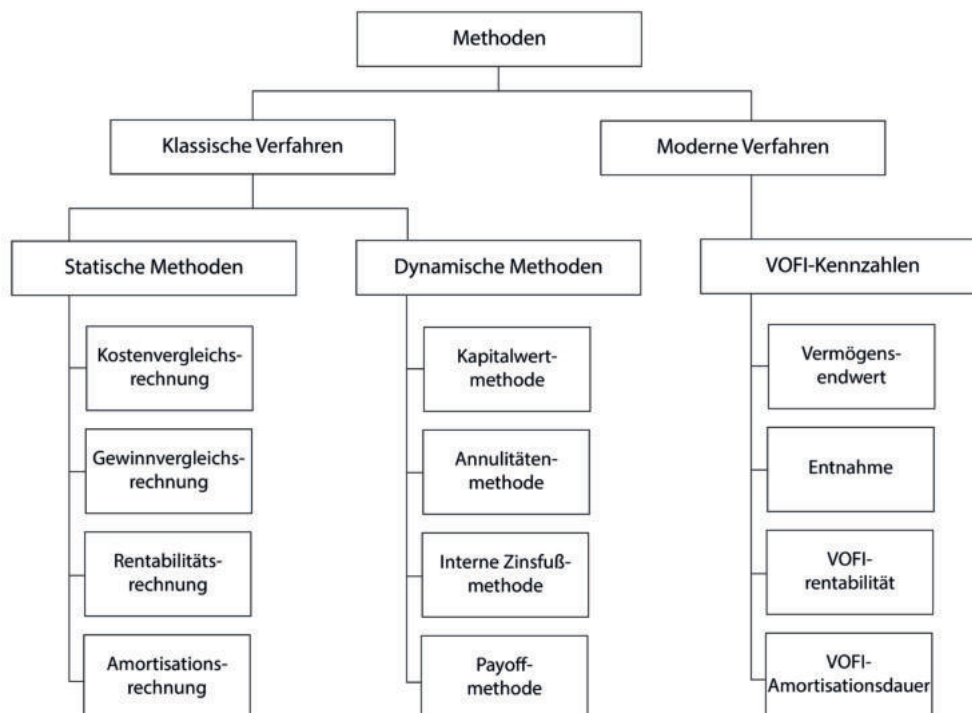 Methoden
Klassische Verfahren
Moderne Verfahren
Statische Methoden
Dynamische Methoden
VOFI-Kennzahlen
Kostenvergleichs-
rechnung
Gewinnvergleichs-
rechnung
Rentabilitäts-
rechnung
Amortisations-
rechnung
Kapitalwert-
methode
Annulitäten-
methode
Interne Zinsfuß-
methode
Payoff-
methode
Vermögens-
endwert
Entnahme
VOFI-
rentabilität
VOFI-
Amortisationsdauer